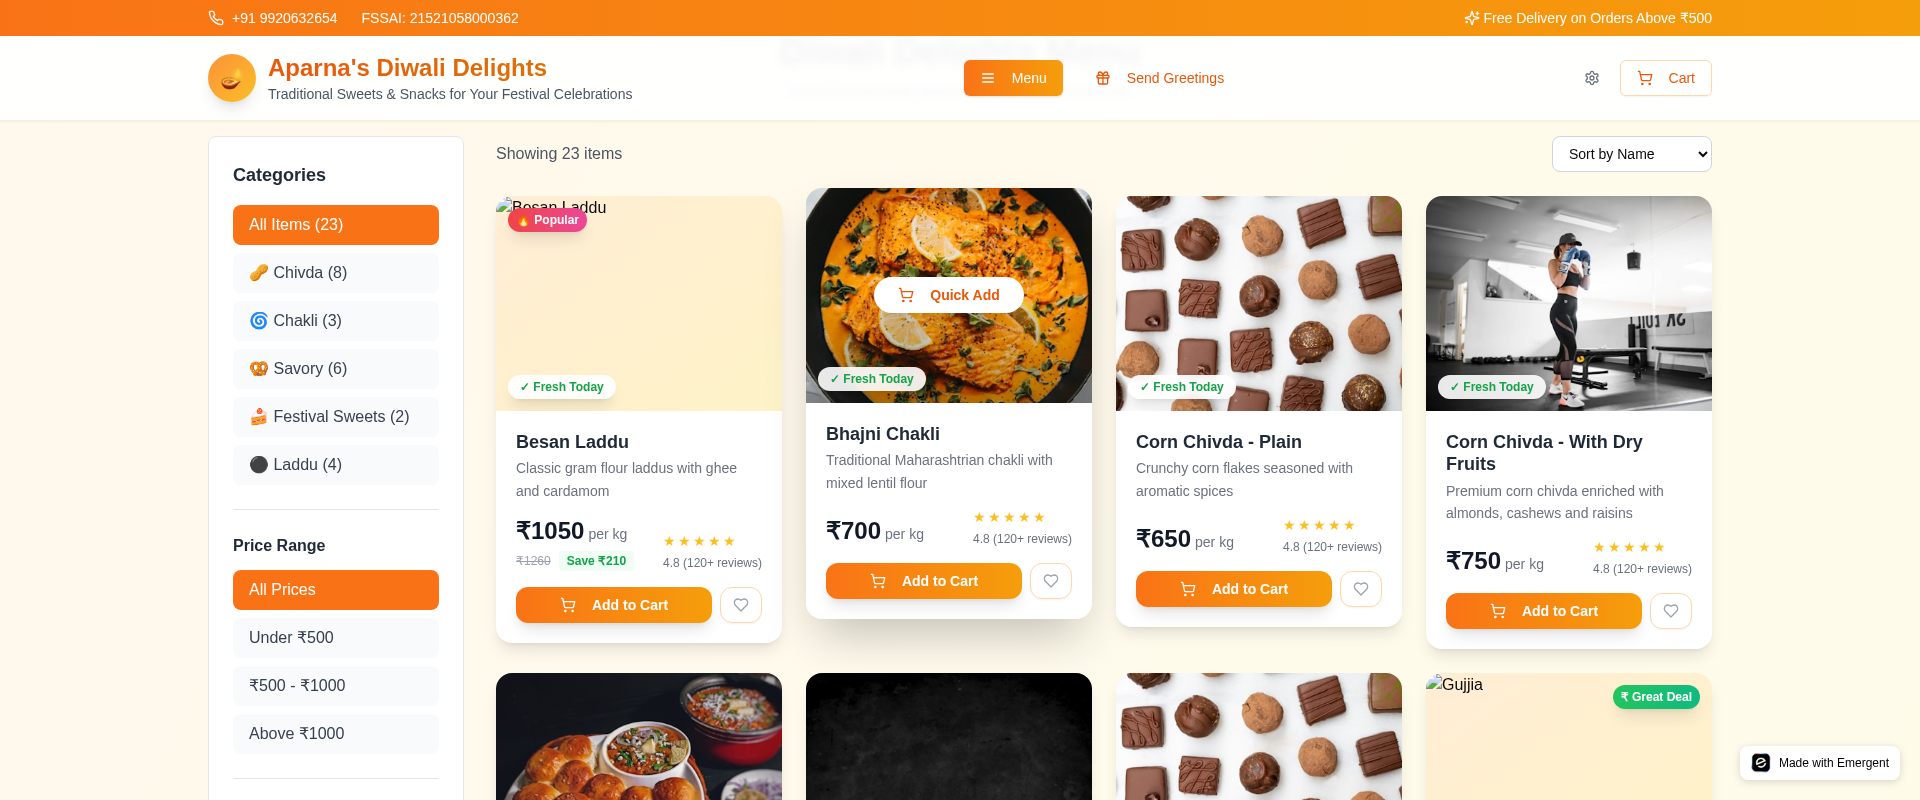 +91 9920632654
FSSAI: 21521058000362
Free Delivery on Orders Above ₹500
Aparna's Diwali Delights
Traditional Sweets & Snacks for Your Festival Celebrations
Menu
Send Greetings
Cart
Categories
All Items (23)
Chivda (8)
Chakli (3)
Savory (6)
Festival Sweets (2)
Laddu (4)
Price Range
All Prices
Under ₹500
₹500 - ₹1000
Above ₹1000
Showing 23 items
Sort by Name
Besan Laddu
🔥 Popular
✓ Fresh Today
Besan Laddu
Classic gram flour laddus with ghee
and cardamom
₹1050 per kg
₹1260 Save ₹210
★★★★★
4.8 (120+ reviews)
Add to Cart
Quick Add
✓ Fresh Today
Bhajni Chakli
Traditional Maharashtrian chakli with
mixed lentil flour
₹700 per kg
★★★★★
4.8 (120+ reviews)
Add to Cart
✓ Fresh Today
Corn Chivda - Plain
Crunchy corn flakes seasoned with
aromatic spices
₹650 per kg
★★★★★
4.8 (120+ reviews)
Add to Cart
✓ Fresh Today
Corn Chivda - With Dry
Fruits
Premium corn chivda enriched with
almonds, cashews and raisins
₹750 per kg
★★★★★
4.8 (120+ reviews)
Add to Cart
Gujjia
₹ Great Deal
Made with Emergent